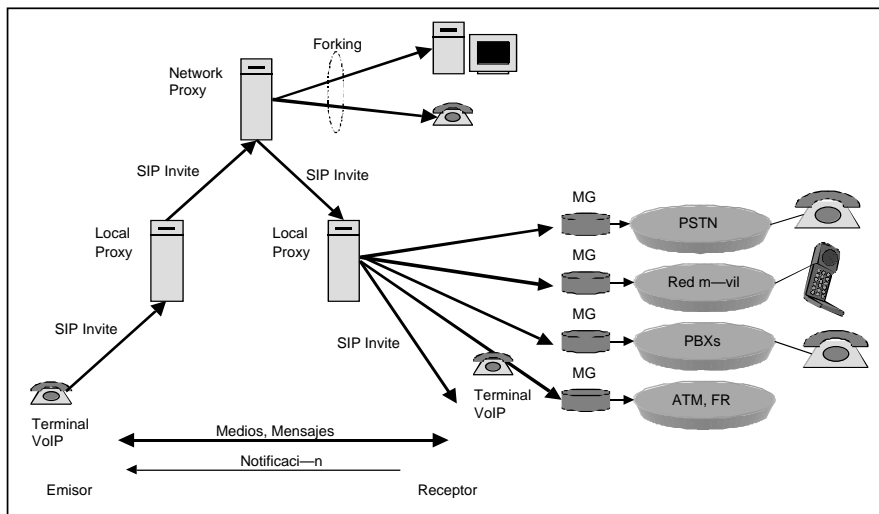 Forking
Network
Proxy
SIP Invite
SIP Invite
MG
PSTN
Local
Proxy
Local
Proxy
MG
Red m—vil
SIP Invite
MG
PBXs
SIP Invite
MG
Terminal
VoIP
ATM, FR
Terminal
VoIP
Medios, Mensajes
Notificaci—n
Emisor
Receptor